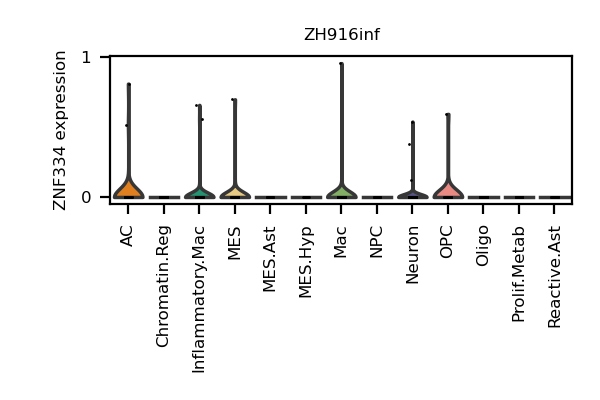 ZH916inf
ZNF334 expression
1
0
AC
Chromatin.Reg
Inflammatory.Mac
MES
MES.Ast
MES.Hyp
Mac
NPC
Neuron
OPC
Oligo
Prolif.Metab
Reactive.Ast